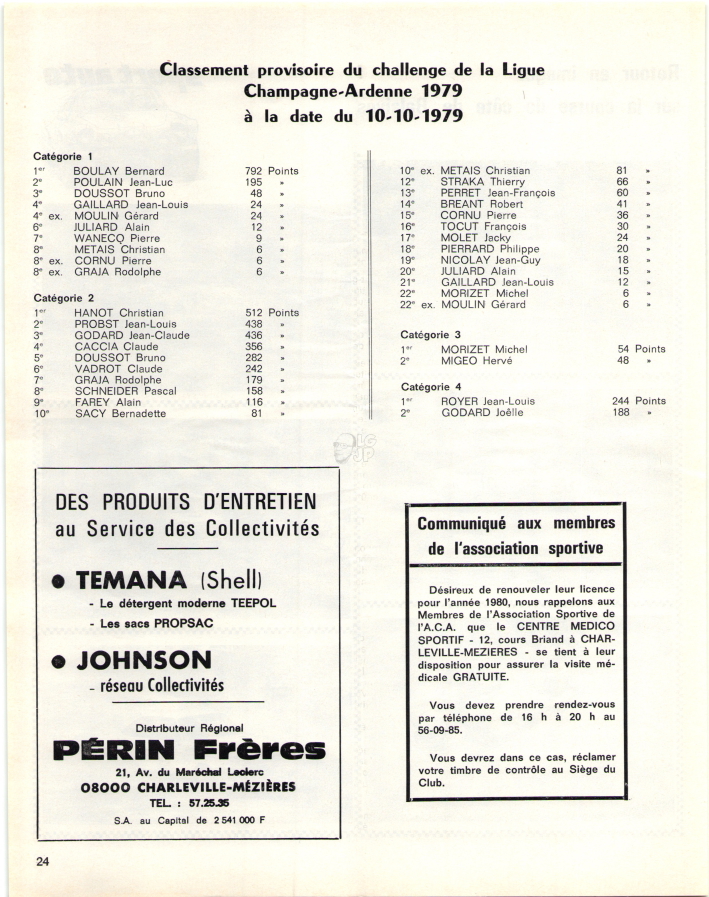 Classement provisoire du challenge de la Ligue
Champagne-Ardenne 1979
à la date du 10-10-1979
Catégorie 1
1er BOULAY Bernard 792 Points
2e POULAIN Jean-Luc 195 »
3e DOUSSOT Bruno 48 »
4e GAILLARD Jean-Louis 24 »
4e ex. MOULIN Gérard 24 »
6e JULIARD Alain 12 »
7e WANECQ Pierre 9 »
8e METAIS Christian 6 »
8e ex. CORNU Pierre 6 »
8e ex. GRAJA Rodolphe 6 »
Catégorie 2
1er HANOT Christian 512 Points
2e PROBST Jean-Louis 438 »
3e GODARD Jean-Claude 436 »
4e CACCIA Claude 356 »
5e DOUSSOT Bruno 282 »
6e VADROT Claude 242 »
7e GRAJA Rodolphe 179 »
8e SCHNEIDER Pascal 158 »
9e FAREY Alain 116 »
10e SACY Bernadette 81 »
10e ex. METAIS Christian 81 »
12e STRAKA Thierry 66 »
13e PERRET Jean-François 60 »
14e BREANT Robert 41 »
15e CORNU Pierre 36 »
16e TOCUT François 30 »
17e MOLET Jacky 24 »
18e PIERRARD Philippe 20 »
19e NICOLAY Jean-Guy 18 »
20e JULIARD Alain 15 »
21e GAILLARD Jean-Louis 12 »
22e MORIZET Michel 6 »
22e ex. MOULIN Gérard 6 »
Catégorie 3
1er MORIZET Michel 54 Points
2e MIGEO Hervé 48 »
Catégorie 4
1er ROYER Jean-Louis 244 Points
2e GODARD Joëlle 188 »
LG
JP
DES PRODUITS D'ENTRETIEN
au Service des Collectivités
● TEMANA (Shell)
- Le détergent moderne TEEPOL
- Les sacs PROPSAC
● JOHNSON
- réseau Collectivités
Distributeur Régional
PÉRIN Frères
21, Av. du Maréchal Leclerc
08000 CHARLEVILLE-MÉZIÈRES
TEL. : 57.25.35
S.A. au Capital de 2 541 000 F
Communiqué aux membres
de l'association sportive
Désireux de renouveler leur licence
pour l'année 1980, nous rappelons aux
Membres de l'Association Sportive de
l'A.C.A. que le CENTRE MEDICO
SPORTIF - 12, cours Briand à CHAR-
LEVILLE-MEZIERES - se tient à leur
disposition pour assurer la visite mé-
dicale GRATUITE.
Vous devez prendre rendez-vous
par téléphone de 16 h à 20 h au
56-09-85.
Vous devrez dans ce cas, réclamer
votre timbre de contrôle au Siège du
Club.
24